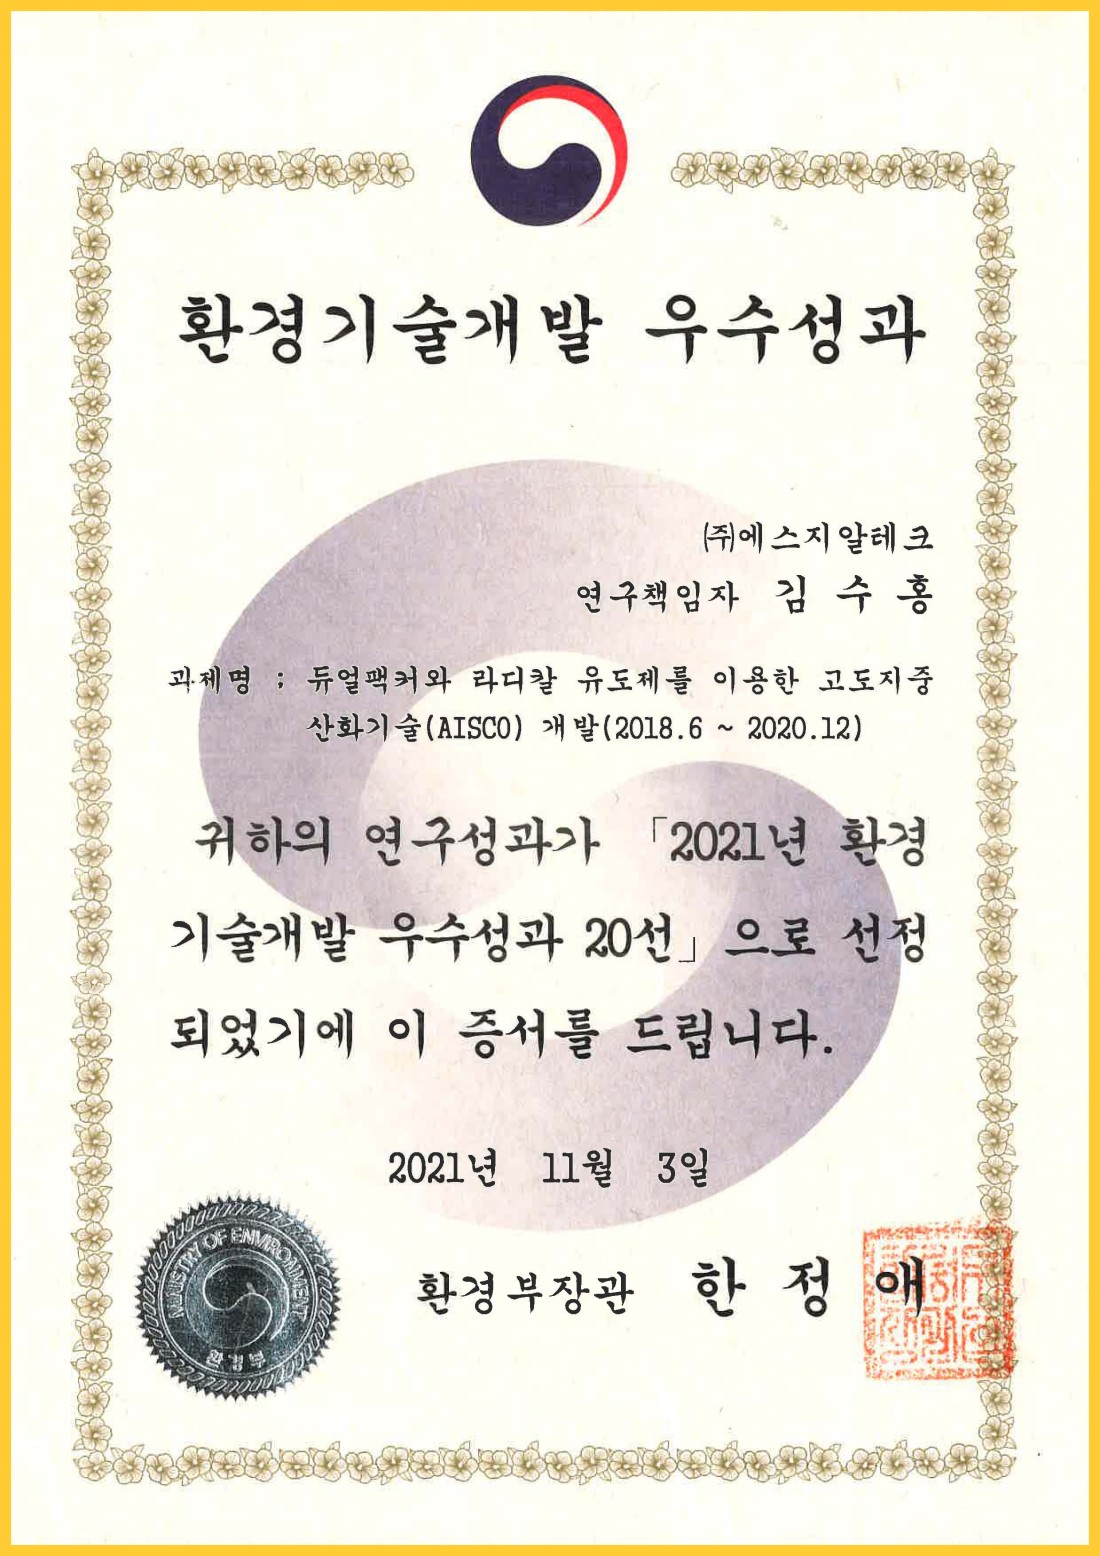 환경기술개발 우수성과
㈜에스지알테크
연구책임자 김 수 홍
과제명 : 듀얼팩커와 라디칼 유도제를 이용한 고도지중
산화기술(AISCO) 개발(2018.6 ~ 2020.12)
귀하의 연구성과가 「2021년 환경
기술개발 우수성과 20선」으로 선정
되었기에 이 증서를 드립니다.
2021년 11월 3일
MINISTRY OF ENVIRONMENT
환경부
환경부장관 한 정 애